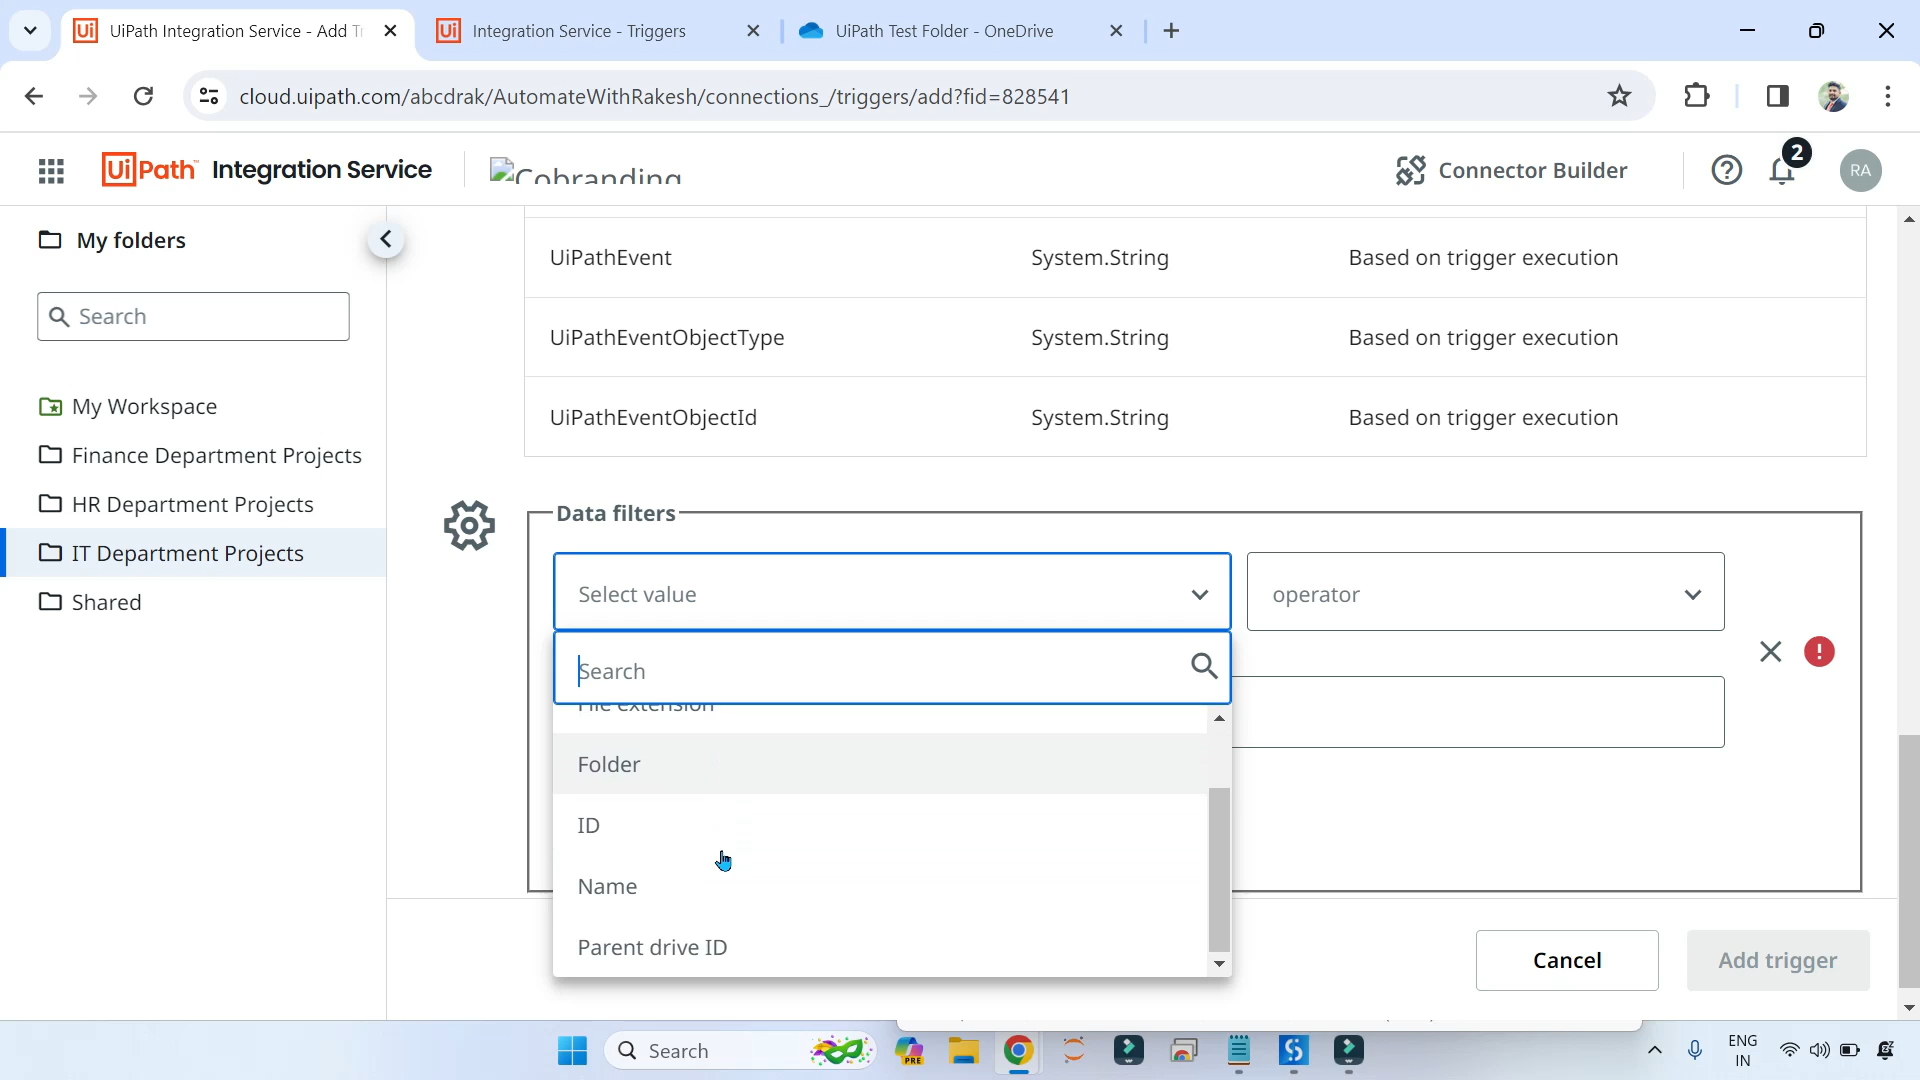 UiPath Integration Service - Add Tr
Integration Service - Triggers
UiPath Test Folder - OneDrive
cloud.uipath.com/abcdrak/AutomateWithRakesh/connections_/triggers/add?fid=828541
UiPath Integration Service
Cobranding
Connector Builder
2
RA
My folders
Search
My Workspace
Finance Department Projects
HR Department Projects
IT Department Projects
Shared
UiPathEvent System.String Based on trigger execution
UiPathEventObjectType System.String Based on trigger execution
UiPathEventObjectId System.String Based on trigger execution
Data filters
Select value
operator
Search
File extension
Folder
ID
Name
Parent drive ID
Cancel
Add trigger
Search
PRE
ENG
IN